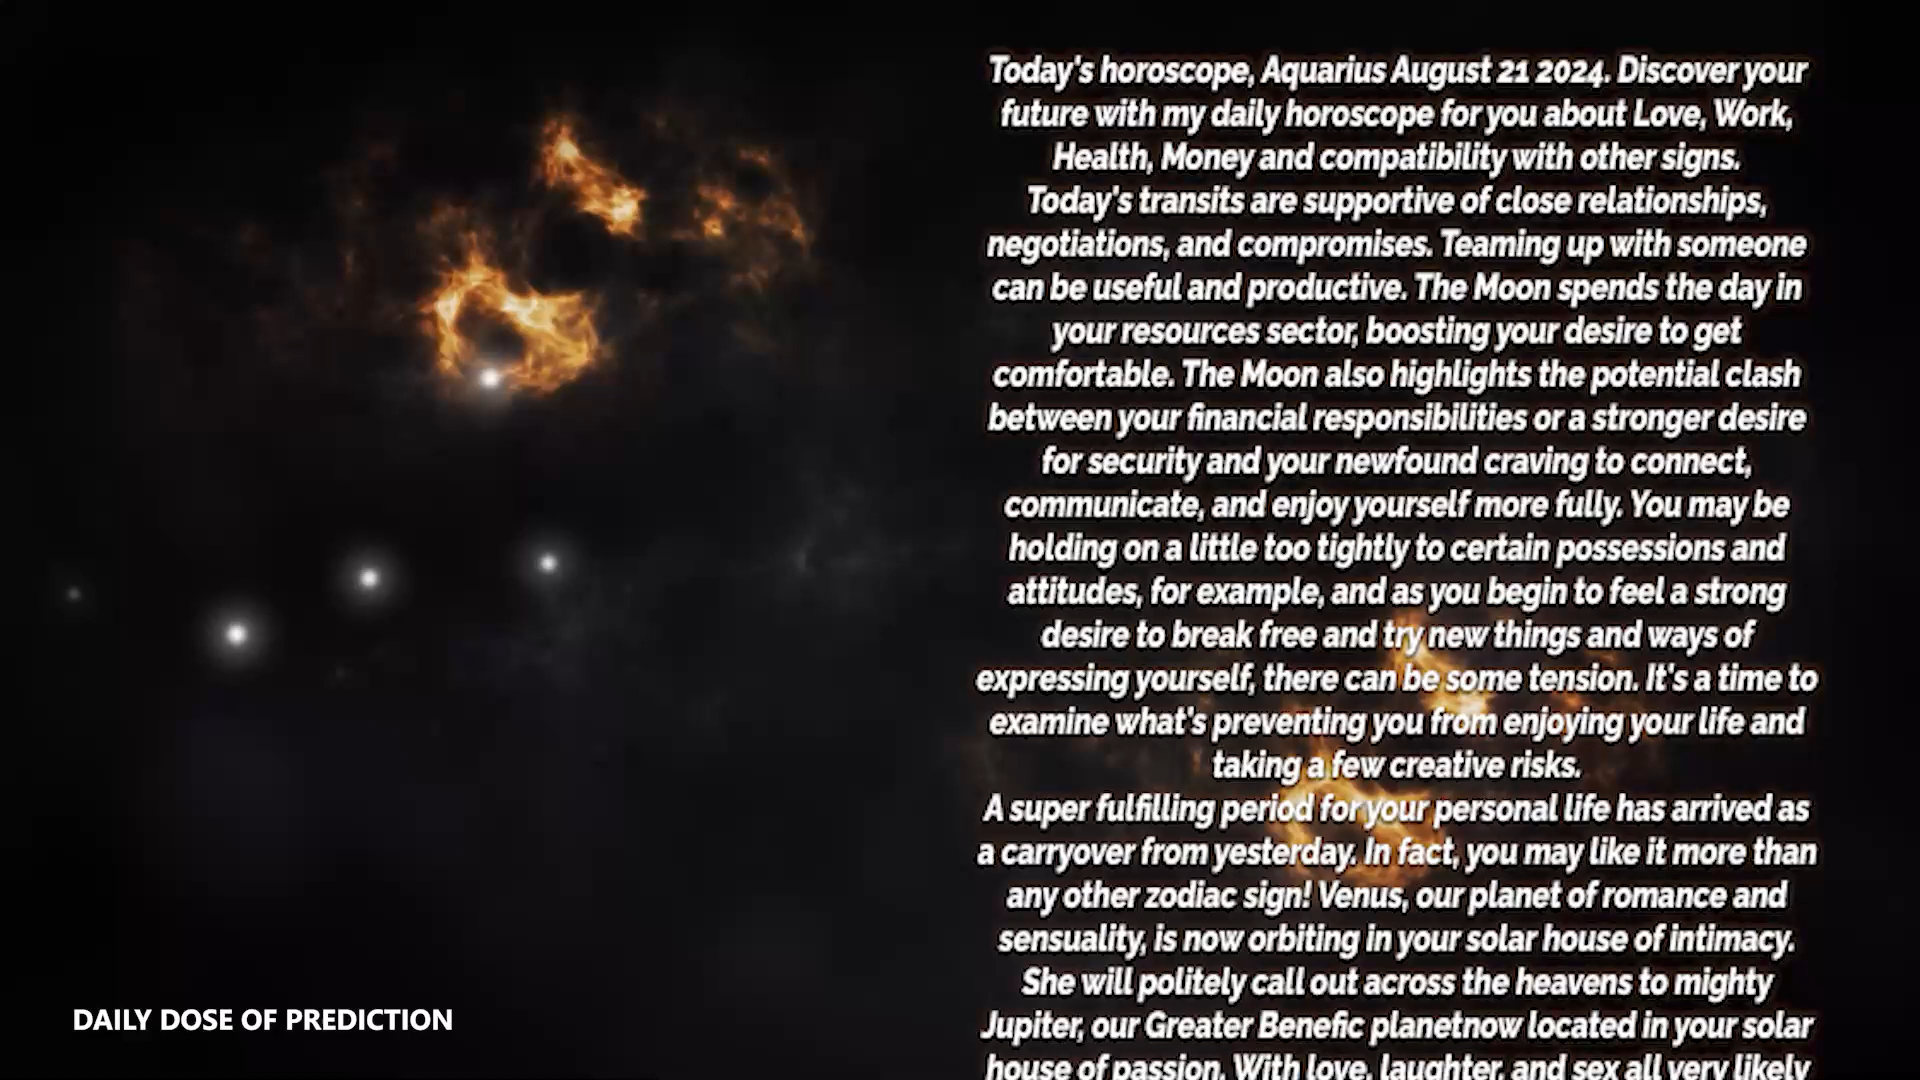 Today's horoscope, Aquarius August 21 2024. Discover your
future with my daily horoscope for you about Love, Work,
Health, Money and compatibility with other signs.
Today's transits are supportive of close relationships,
negotiations, and compromises. Teaming up with someone
can be useful and productive. The Moon spends the day in
your resources sector, boosting your desire to get
comfortable. The Moon also highlights the potential clash
between your financial responsibilities or a stronger desire
for security and your newfound craving to connect,
communicate, and enjoy yourself more fully. You may be
holding on a little too tightly to certain possessions and
attitudes, for example, and as you begin to feel a strong
desire to break free and try new things and ways of
expressing yourself, there can be some tension. It's a time to
examine what's preventing you from enjoying your life and
taking a few creative risks.
A super fulfilling period for your personal life has arrived as
a carryover from yesterday. In fact, you may like it more than
any other zodiac sign! Venus, our planet of romance and
sensuality, is now orbiting in your solar house of intimacy.
She will politely call out across the heavens to mighty
Jupiter, our Greater Benefic planetnow located in your solar
house of passion. With love, laughter, and sex all very likely
DAILY DOSE OF PREDICTION